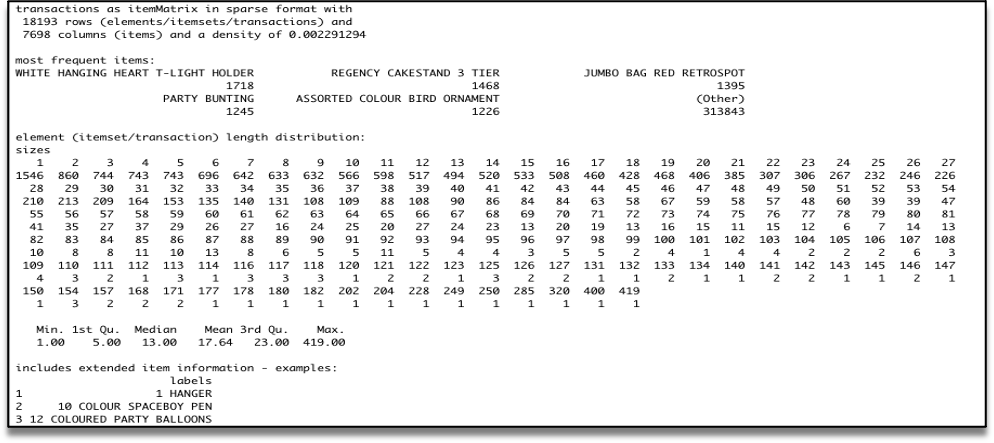 transactions as itemMatrix in sparse format with
18193 rows (elements/itemsets/transactions) and
7698 columns (items) and a density of 0.002291294
most frequent items:
WHITE HANGING HEART T-LIGHT HOLDER REGENCY CAKESTAND 3 TIER JUMBO BAG RED RETROSPOT
1718 1468 1395
PARTY BUNTING ASSORTED COLOUR BIRD ORNAMENT (Other)
1245 1226 313843
element (itemset/transaction) length distribution:
sizes
1 2 3 4 5 6 7 8 9 10 11 12 13 14 15 16 17 18 19 20 21 22 23 24 25 26 27
1546 860 744 743 743 696 642 633 632 566 598 517 494 520 533 508 460 428 468 406 385 307 306 267 232 246 226
28 29 30 31 32 33 34 35 36 37 38 39 40 41 42 43 44 45 46 47 48 49 50 51 52 53 54
210 213 209 164 153 135 140 131 108 109 88 108 90 86 84 84 63 58 67 59 58 57 48 60 39 39 47
55 56 57 58 59 60 61 62 63 64 65 66 67 68 69 70 71 72 73 74 75 76 77 78 79 80 81
41 35 27 37 29 26 27 16 24 25 20 27 24 23 13 20 19 13 16 15 11 15 12 6 7 14 13
82 83 84 85 86 87 88 89 90 91 92 93 94 95 96 97 98 99 100 101 102 103 104 105 106 107 108
10 8 8 11 10 13 8 6 5 5 11 5 4 4 3 5 5 2 4 1 4 4 2 2 2 6 3
109 110 111 112 113 114 116 117 118 120 121 122 123 125 126 127 131 132 133 134 140 141 142 143 145 146 147
4 3 2 1 3 1 3 3 3 1 2 2 1 3 2 2 1 1 2 1 1 2 2 1 1 2 1
150 154 157 168 171 177 178 180 182 202 204 228 249 250 285 320 400 419
1 3 2 2 2 1 1 1 1 1 1 1 1 1 1 1 1 1
Min. 1st Qu. Median Mean 3rd Qu. Max.
1.00 5.00 13.00 17.64 23.00 419.00
includes extended item information - examples:
labels
1 1 HANGER
2 10 COLOUR SPACEBOY PEN
3 12 COLOURED PARTY BALLOONS